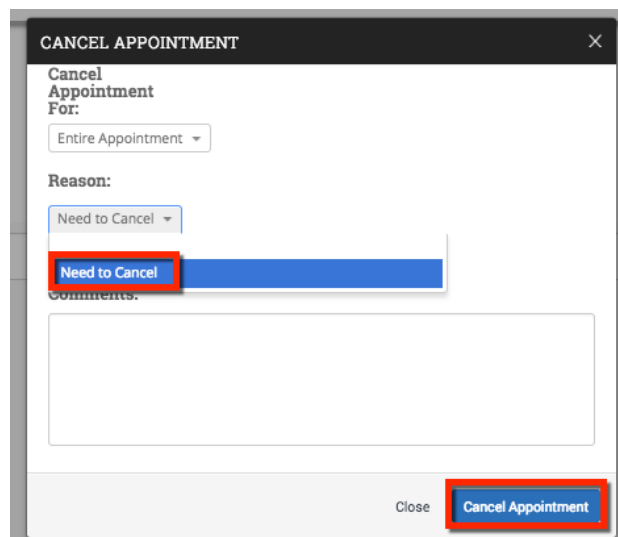 CANCEL APPOINTMENT
Cancel
Appointment
For:
Entire Appointment
Reason:
Need to Cancel
Need to Cancel
Comments:
Close Cancel Appointment